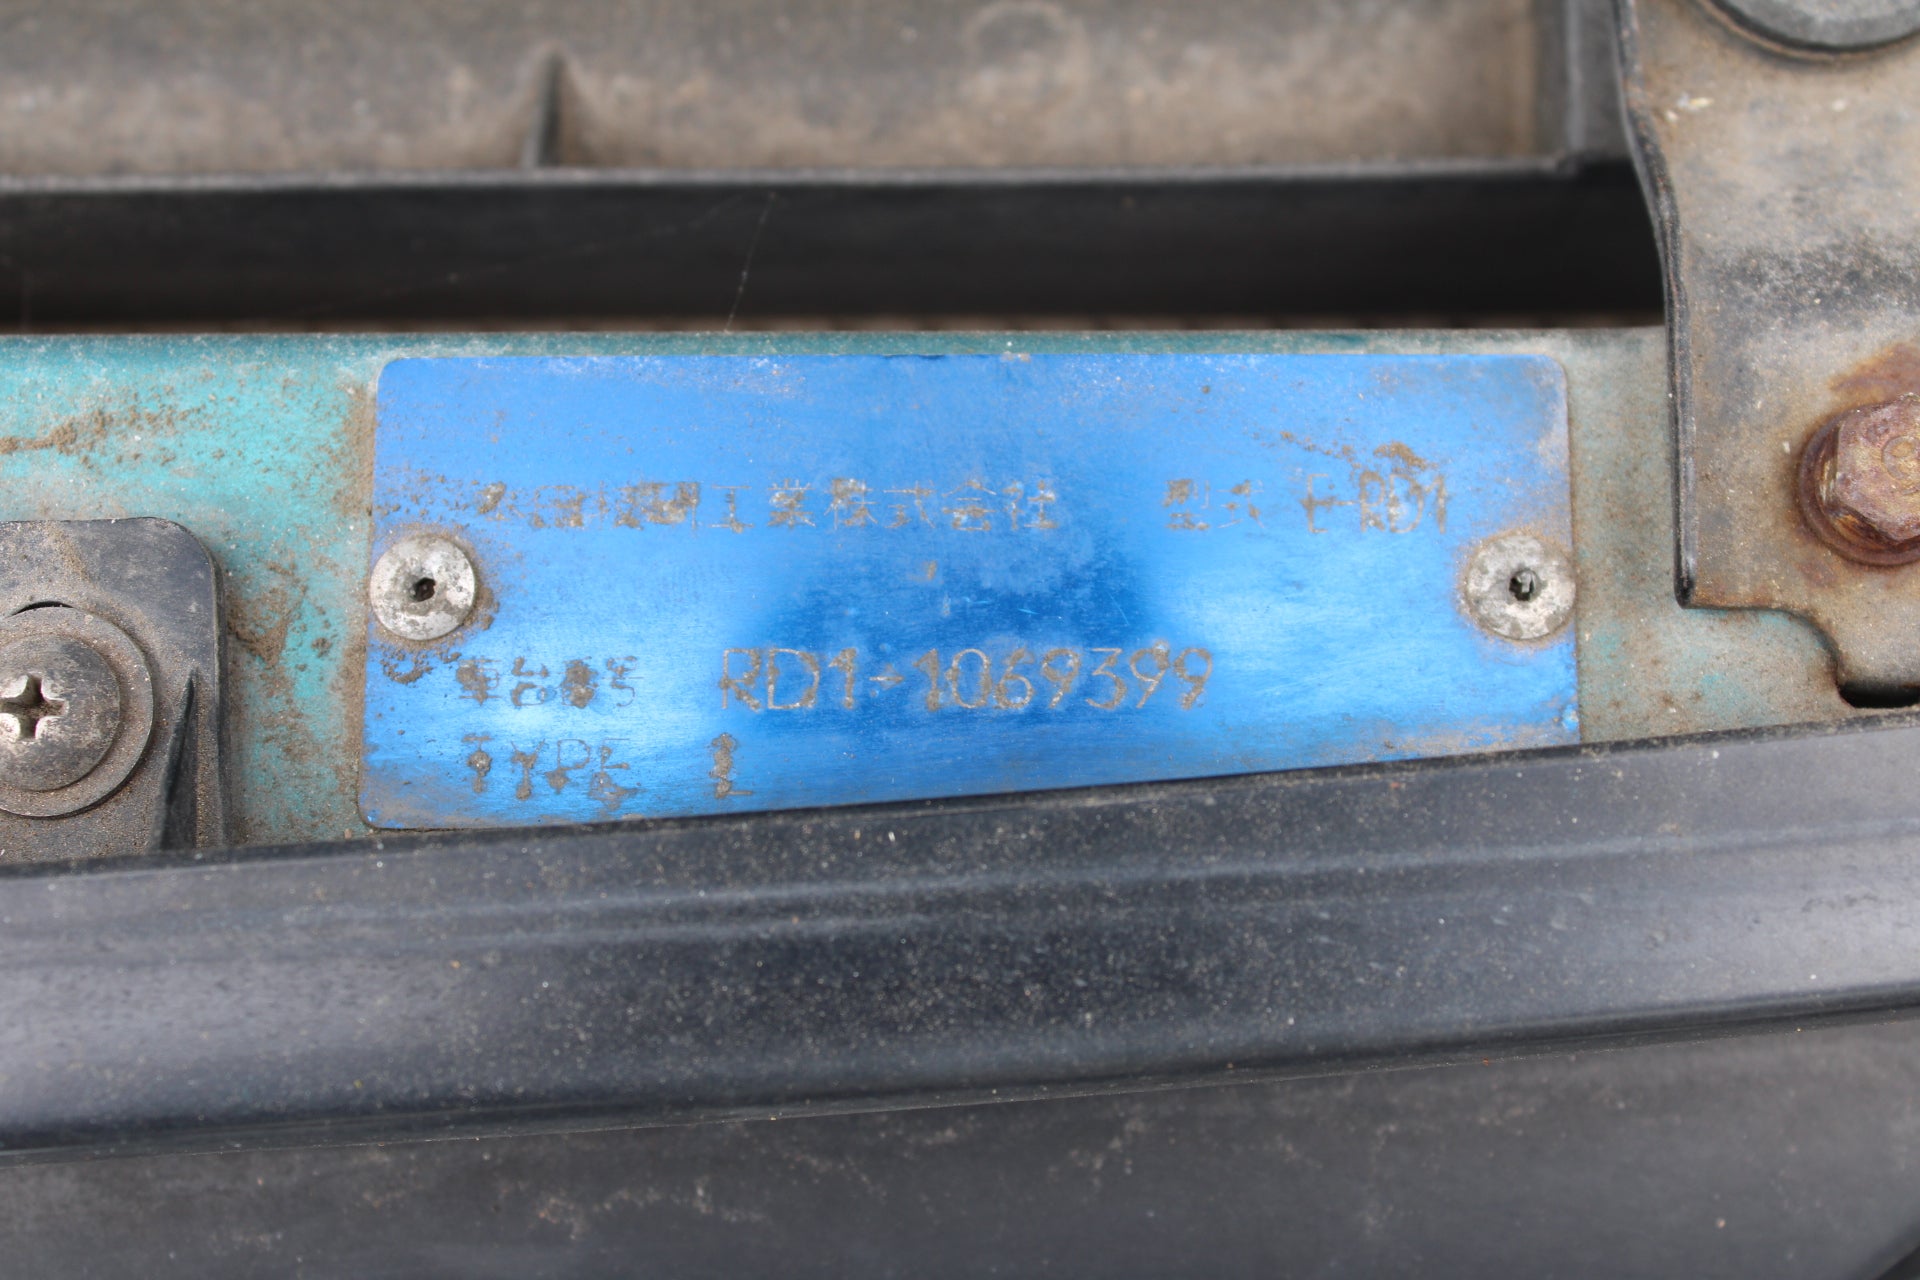 本田技研工業株式会社 型式 E-RD1
車台番号 RD1-1069399
TYPE L